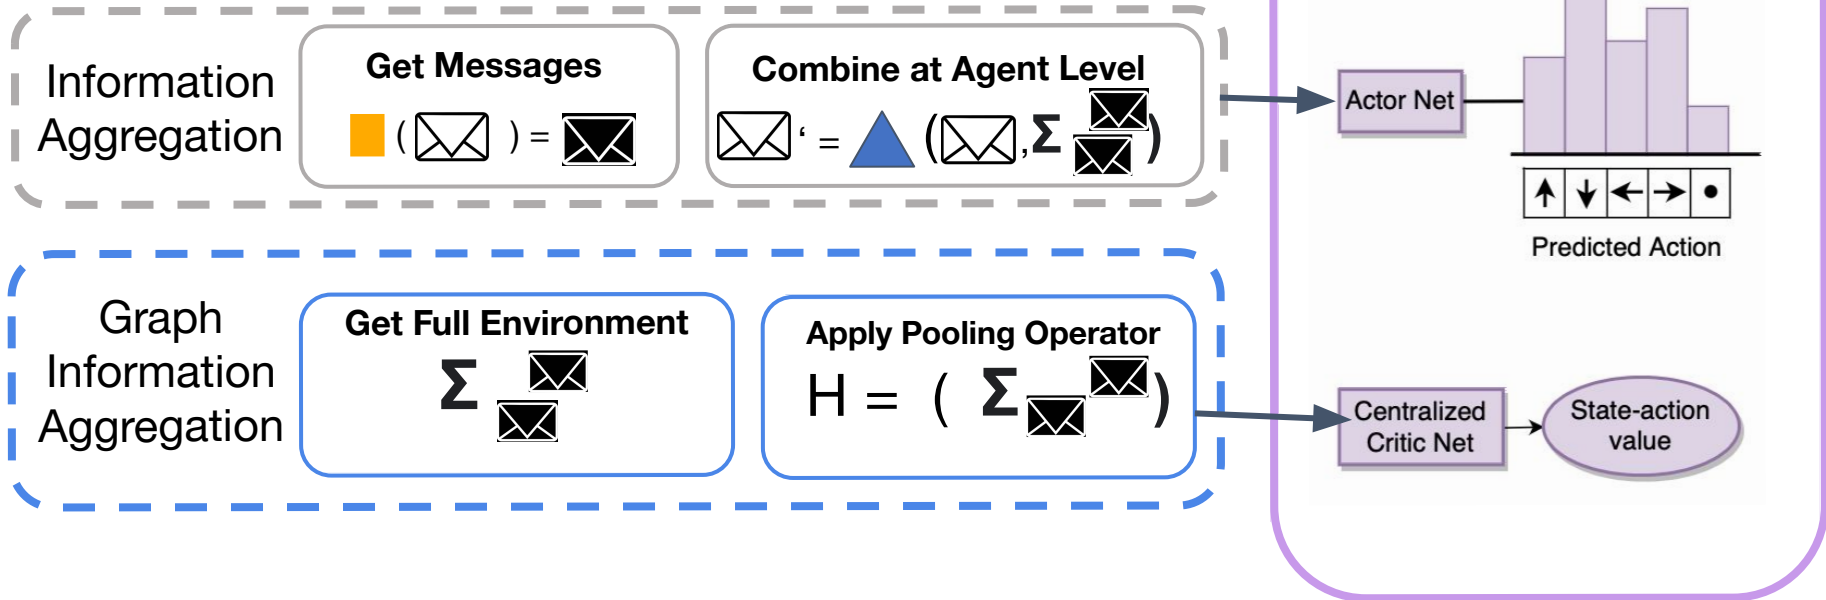 Information
Aggregation
Get Messages
( ) =
Combine at Agent Level
‘ = ( , Σ )
Actor Net
Predicted Action
Graph
Information
Aggregation
Get Full Environment
Σ
Apply Pooling Operator
H = ( Σ )
Centralized
Critic Net
State-action
value